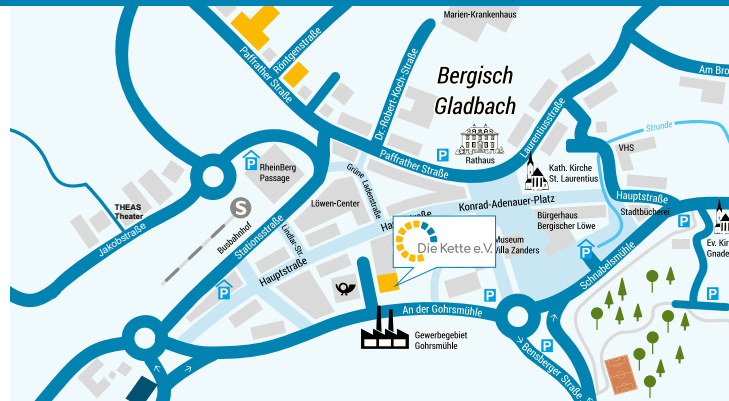 Marien-Krankenhaus
Röntgenstraße
Paffrather Straße
Bergisch
Gladbach
Dr.-Robert-Koch-Straße
Am Bro
Laurentiusstraße
Strunde
P
Rathaus
VHS
Paffrather Straße
P
RheinBerg
Passage
Kath. Kirche
St. Laurentius
Grüne Ladenstraße
Hauptstraße
THEAS
Theater
S
Löwen-Center
Konrad-Adenauer-Platz
Stadtbücherei
P
Bürgerhaus
Bergischer Löwe
Jakobstraße
Busbahnhof
Stationsstraße
Lindlar-Str.
Die Kette e.V.
Museum
Villa Zanders
P
Schnabelsmühle
Ev. Kir
Gnade
Hauptstraße
P
P
P
An der Gohrsmühle
Gewerbegebiet
Gohrsmühle
P
Bensberger Straße